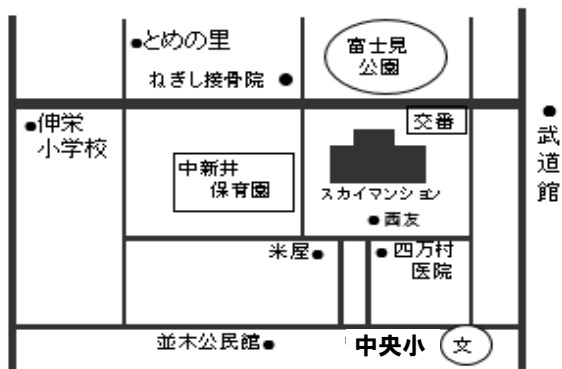 とめの里
ねぎし接骨院
富士見
公園
伸栄
小学校
交番
武道館
中新井
保育園
スカイマンション
西友
米屋
四万村
医院
並木公民館
中央小
文